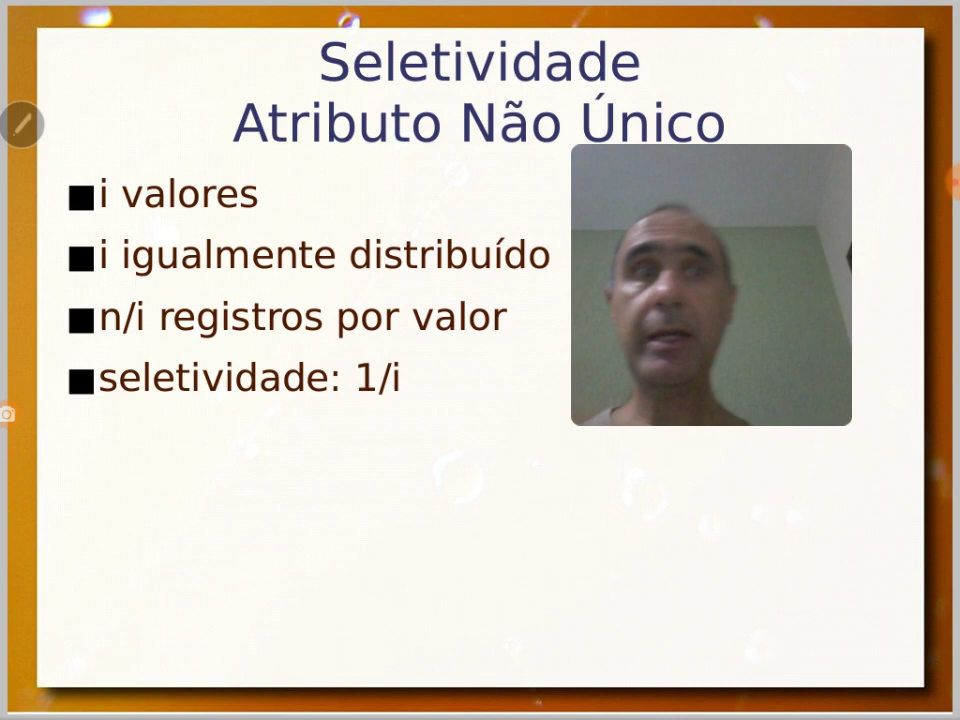 Seletividade
Atributo Não Único
■i valores
■i igualmente distribuído
■n/i registros por valor
■seletividade: 1/i